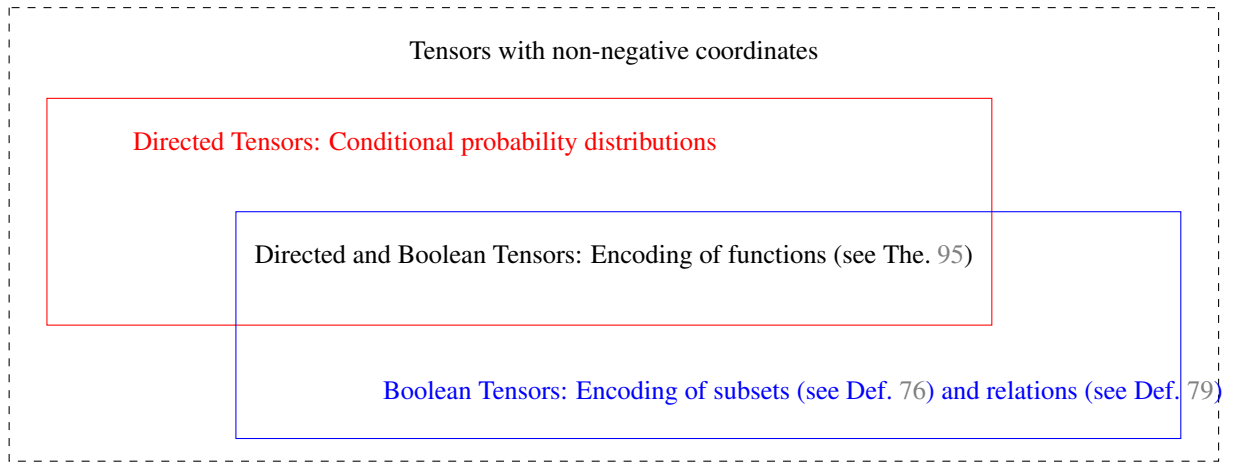 Tensors with non-negative coordinates
Directed Tensors: Conditional probability distributions
Directed and Boolean Tensors: Encoding of functions (see The. 95)
Boolean Tensors: Encoding of subsets (see Def. 76) and relations (see Def. 79)